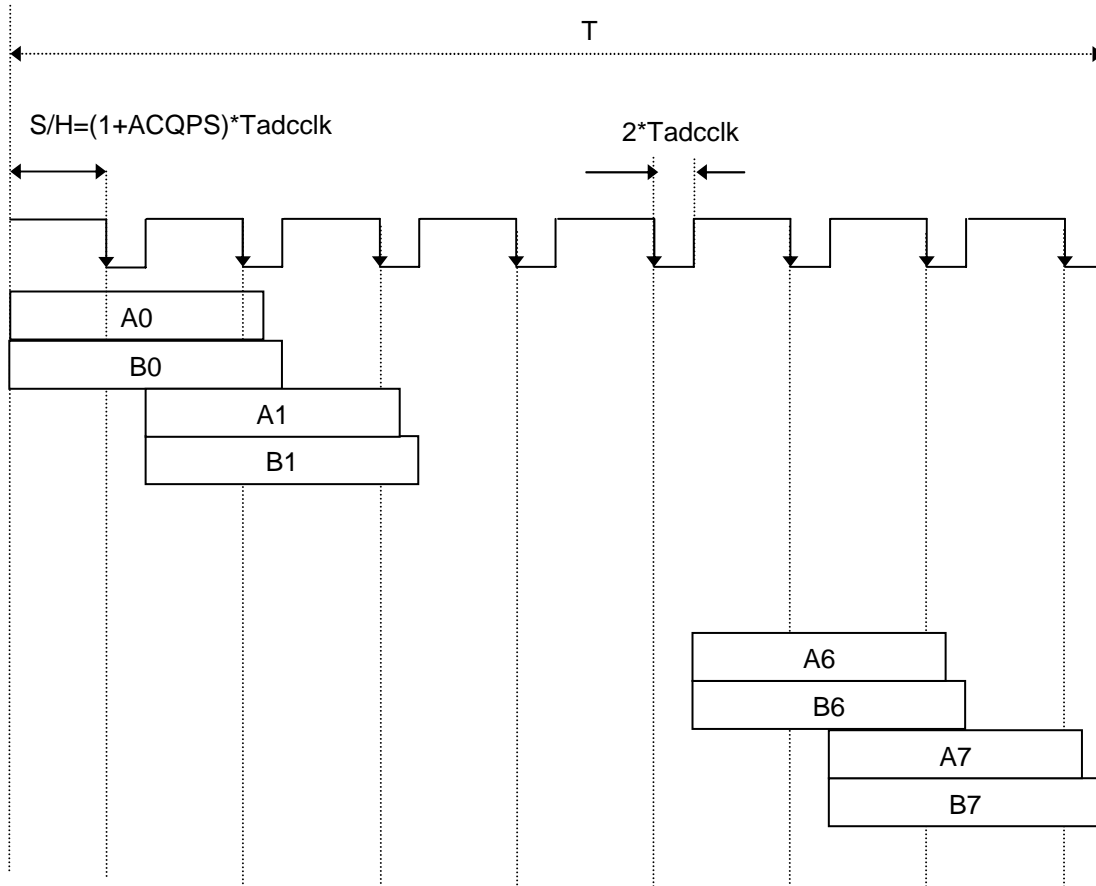 T
S/H=(1+ACQPS)*Tadcclk
2*Tadcclk
A0
B0
A1
B1
A6
B6
A7
B7